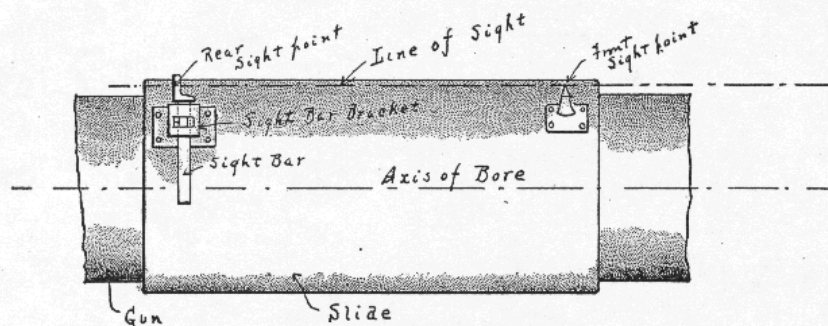 Rear
Sight point
Line of Sight
Front
Sight point
Sight Bar Bracket
Sight Bar
Axis of Bore
Gun
Slide